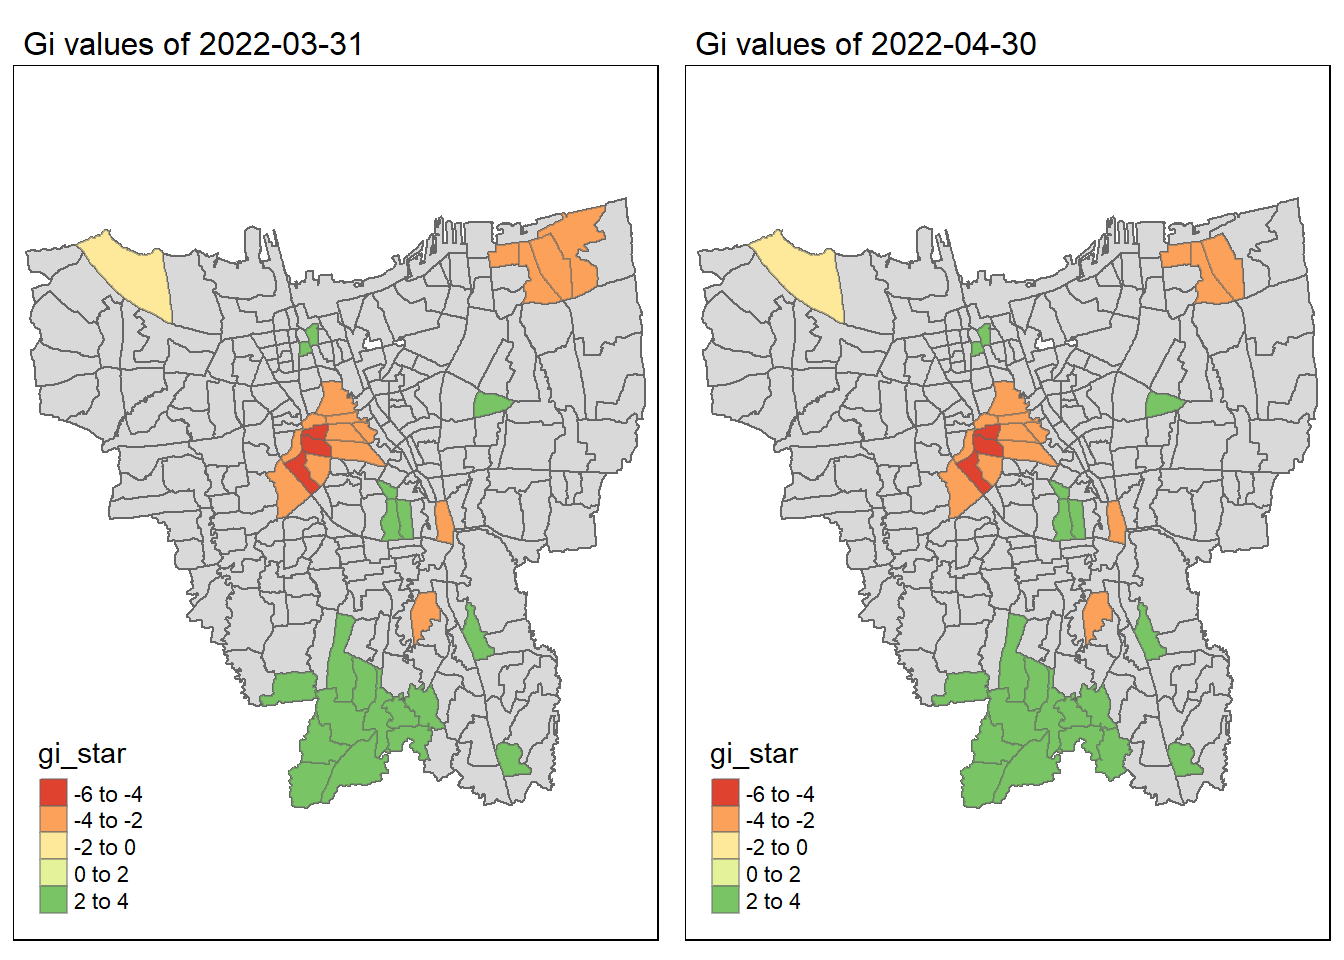 Gi values of 2022-03-31
gi_star
-6 to -4
-4 to -2
-2 to 0
0 to 2
2 to 4
Gi values of 2022-04-30
gi_star
-6 to -4
-4 to -2
-2 to 0
0 to 2
2 to 4